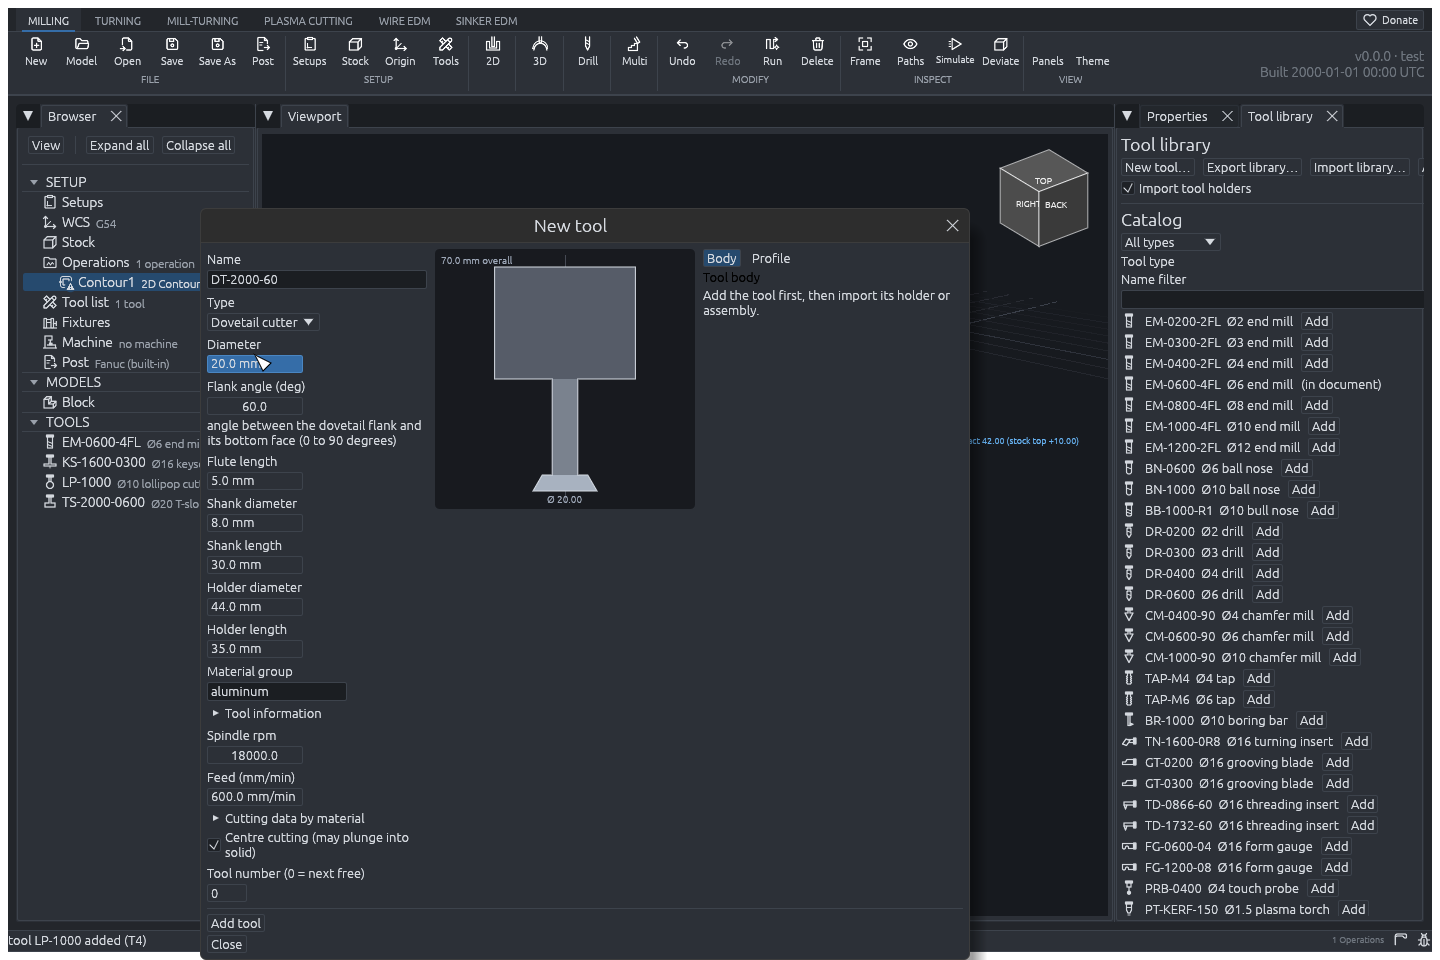 MILLING TURNING MILL-TURNING PLASMA CUTTING WIRE EDM SINKER EDM Donate
New Model Open Save Save As Post Setups Stock Origin Tools 2D 3D Drill Multi Undo Redo Run Delete Frame Paths Simulate Deviate Panels Theme
FILE SETUP MODIFY INSPECT VIEW
v0.0.0 · test
Built 2000-01-01 00:00 UTC
Browser
View Expand all Collapse all
SETUP
Setups
WCS G54
Stock
Operations 1 operation
Contour1 2D Contour
Tool list 1 tool
Fixtures
Machine no machine
Post Fanuc (built-in)
MODELS
Block
TOOLS
EM-0600-4FL Ø6 end mi
KS-1600-0300 Ø16 keys
LP-1000 Ø10 lollipop cut
TS-2000-0600 Ø20 T-slo
Viewport
TOP
RIGHT BACK
act 42.00 (stock top +10.00)
New tool
Name
DT-2000-60
Type
Dovetail cutter
Diameter
20.0 mm
Flank angle (deg)
60.0
angle between the dovetail flank and
its bottom face (0 to 90 degrees)
Flute length
5.0 mm
Shank diameter
8.0 mm
Shank length
30.0 mm
Holder diameter
44.0 mm
Holder length
35.0 mm
Material group
aluminum
Tool information
Spindle rpm
18000.0
Feed (mm/min)
600.0 mm/min
Cutting data by material
Centre cutting (may plunge into
solid)
Tool number (0 = next free)
0
Add tool
Close
70.0 mm overall
Ø 20.00
Body Profile
Tool body
Add the tool first, then import its holder or
assembly.
Properties Tool library
Tool library
New tool... Export library... Import library...
Import tool holders
Catalog
All types
Tool type
Name filter
EM-0200-2FL Ø2 end mill Add
EM-0300-2FL Ø3 end mill Add
EM-0400-2FL Ø4 end mill Add
EM-0600-4FL Ø6 end mill (in document)
EM-0800-4FL Ø8 end mill Add
EM-1000-4FL Ø10 end mill Add
EM-1200-2FL Ø12 end mill Add
BN-0600 Ø6 ball nose Add
BN-1000 Ø10 ball nose Add
BB-1000-R1 Ø10 bull nose Add
DR-0200 Ø2 drill Add
DR-0300 Ø3 drill Add
DR-0400 Ø4 drill Add
DR-0600 Ø6 drill Add
CM-0400-90 Ø4 chamfer mill Add
CM-0600-90 Ø6 chamfer mill Add
CM-1000-90 Ø10 chamfer mill Add
TAP-M4 Ø4 tap Add
TAP-M6 Ø6 tap Add
BR-1000 Ø10 boring bar Add
TN-1600-0R8 Ø16 turning insert Add
GT-0200 Ø16 grooving blade Add
GT-0300 Ø16 grooving blade Add
TD-0866-60 Ø16 threading insert Add
TD-1732-60 Ø16 threading insert Add
FG-0600-04 Ø16 form gauge Add
FG-1200-08 Ø16 form gauge Add
PRB-0400 Ø4 touch probe Add
PT-KERF-150 Ø1.5 plasma torch Add
tool LP-1000 added (T4)
1 Operations